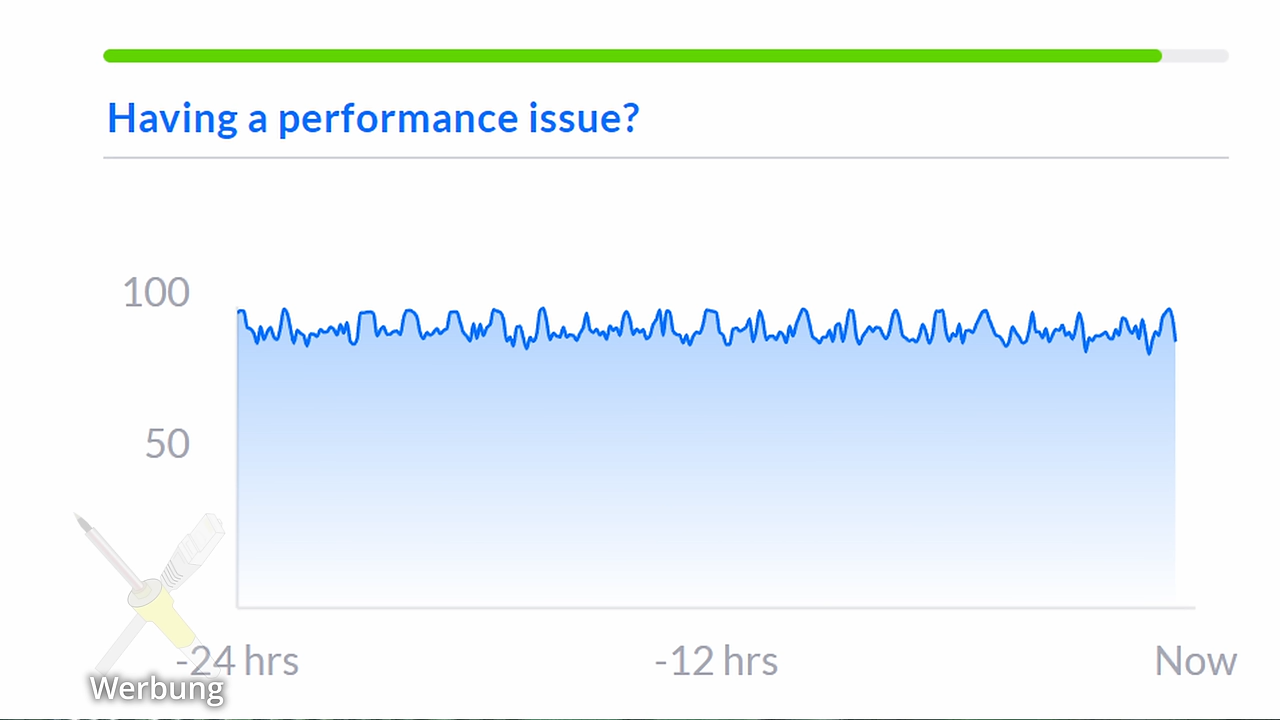 Having a performance issue?
100
50
-24 hrs
-12 hrs
Now
Werbung